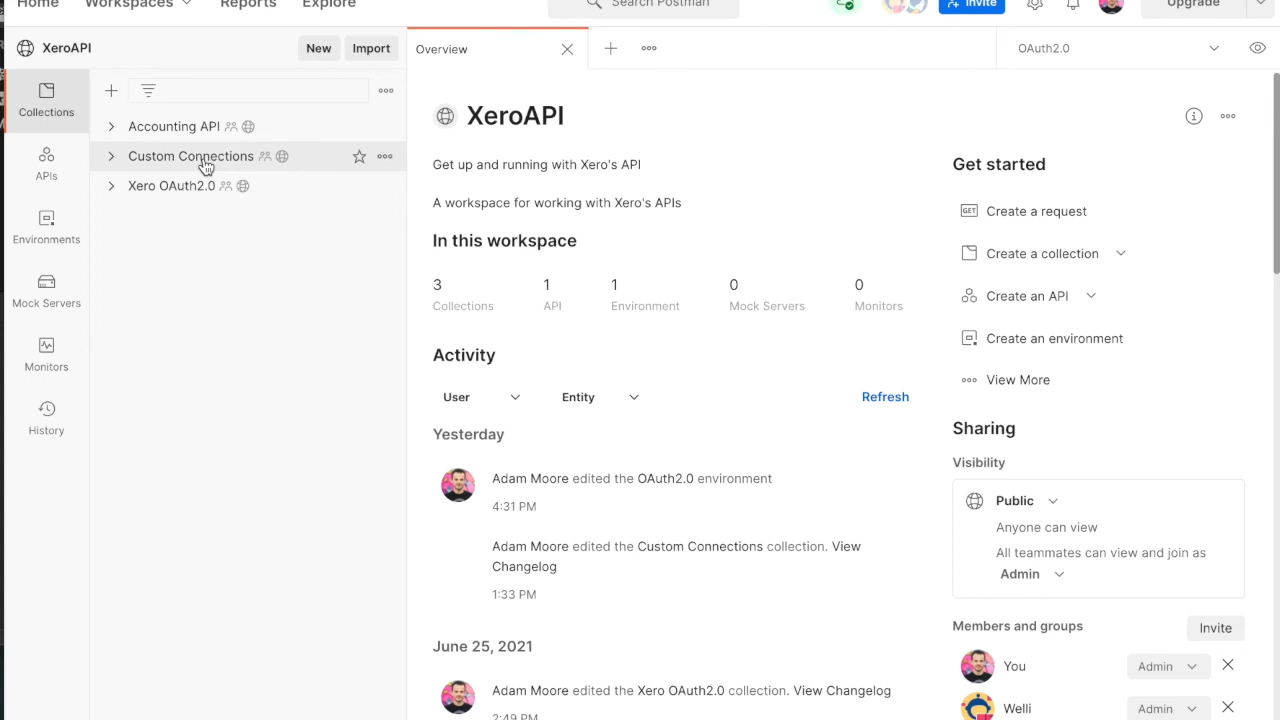 Home Workspaces Reports Explore Search Postman Invite Upgrade
XeroAPI New Import Overview OAuth2.0
Collections
APIs
Environments
Mock Servers
Monitors
History
Accounting API
Custom Connections
Xero OAuth2.0
XeroAPI
Get up and running with Xero's API
A workspace for working with Xero's APIs
In this workspace
3 1 1 0 0
Collections API Environment Mock Servers Monitors
Activity
User Entity Refresh
Yesterday
Adam Moore edited the OAuth2.0 environment
4:31 PM
Adam Moore edited the Custom Connections collection. View
Changelog
1:33 PM
June 25, 2021
Adam Moore edited the Xero OAuth2.0 collection. View Changelog
2:49 PM
Get started
GET Create a request
Create a collection
Create an API
Create an environment
View More
Sharing
Visibility
Public
Anyone can view
All teammates can view and join as
Admin
Members and groups Invite
You Admin
Welli Admin